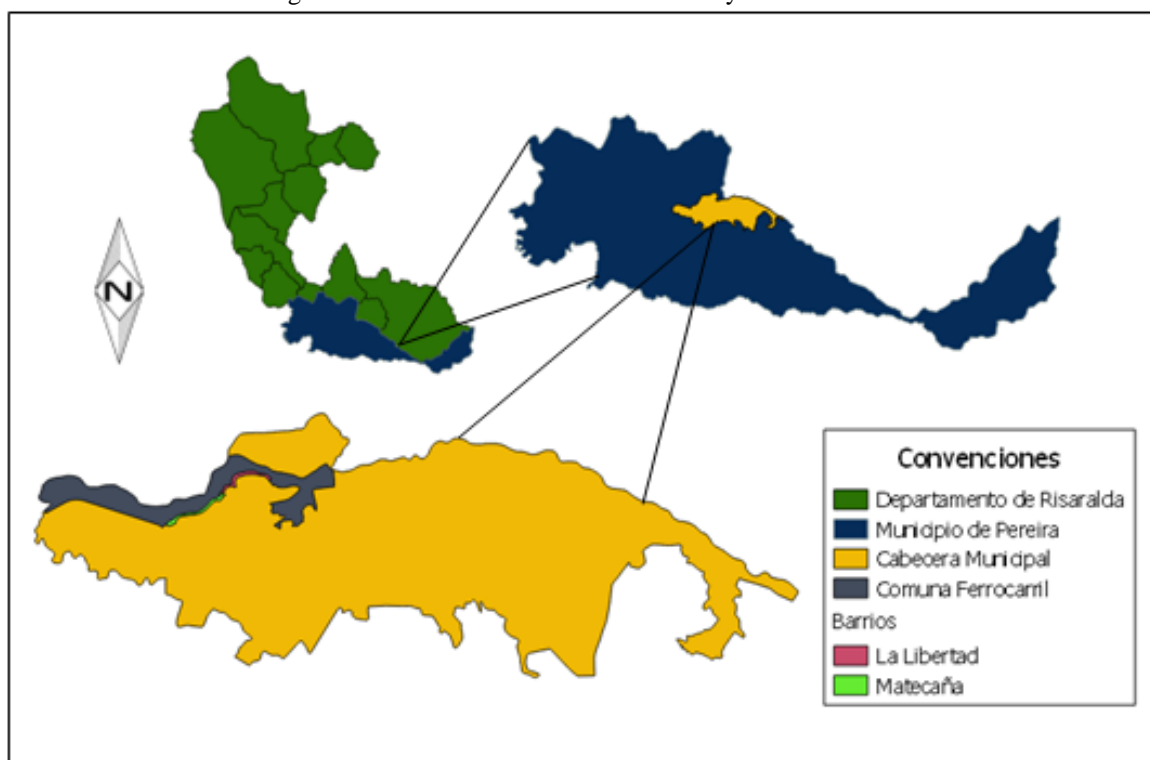 N
Convenciones
Departamento de Risaralda
Municipio de Pereira
Cabecera Municipal
Comuna Ferrocarril
Barrios
La Libertad
Matecaña